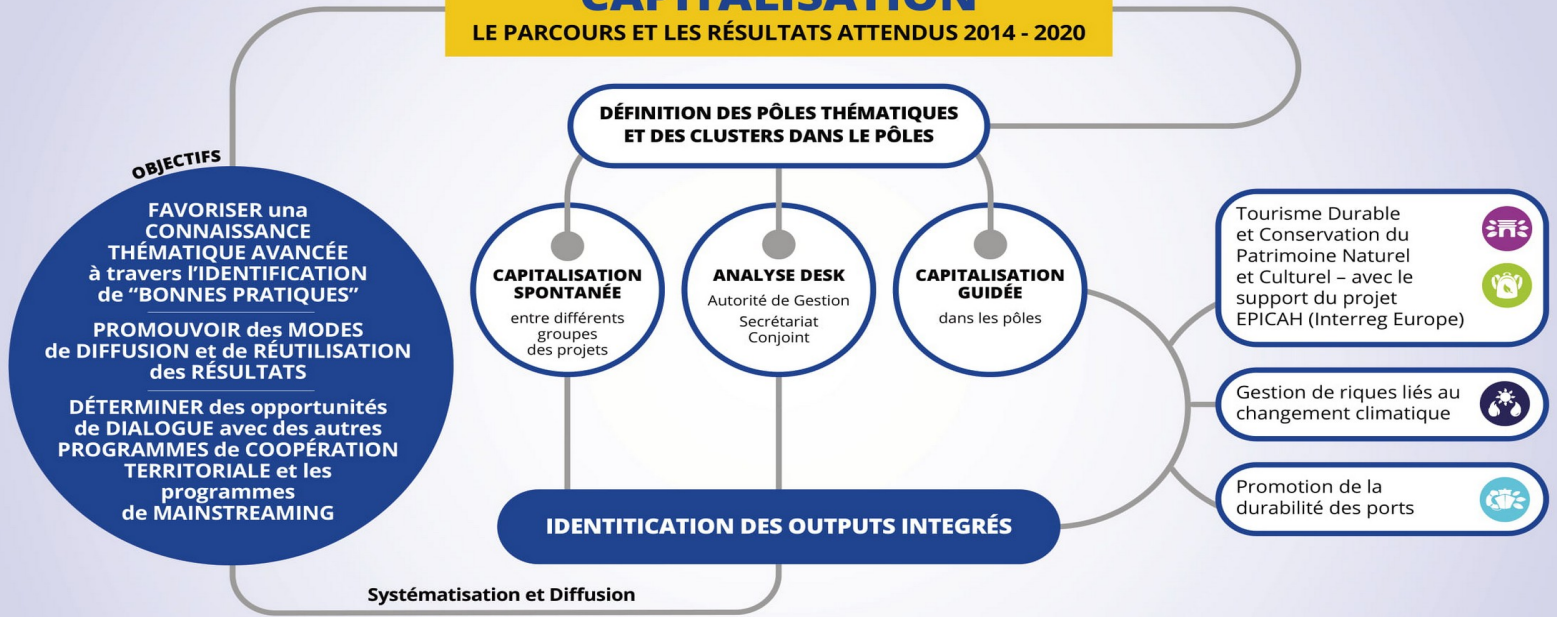 CAPITALISATION
LE PARCOURS ET LES RÉSULTATS ATTENDUS 2014 - 2020
DÉFINITION DES PÔLES THÉMATIQUES
ET DES CLUSTERS DANS LE PÔLES
OBJECTIFS
FAVORISER una
CONNAISSANCE
THÉMATIQUE AVANCÉE
à travers l'IDENTIFICATION
de “BONNES PRATIQUES”
PROMOUVOIR des MODES
de DIFFUSION et de RÉUTILISATION
des RÉSULTATS
DÉTERMINER des opportunités
de DIALOGUE avec des autres
PROGRAMMES de COOPÉRATION
TERRITORIALE et les
programmes
de MAINSTREAMING
CAPITALISATION
SPONTANÉE
entre différents
groupes
des projets
ANALYSE DESK
Autorité de Gestion
Secrétariat
Conjoint
CAPITALISATION
GUIDÉE
dans les pôles
Tourisme Durable
et Conservation du
Patrimoine Naturel
et Culturel – avec le
support du projet
EPICAH (Interreg Europe)
Gestion de riques liés au
changement climatique
Promotion de la
durabilité des ports
IDENTITICATION DES OUTPUTS INTEGRÉS
Systématisation et Diffusion